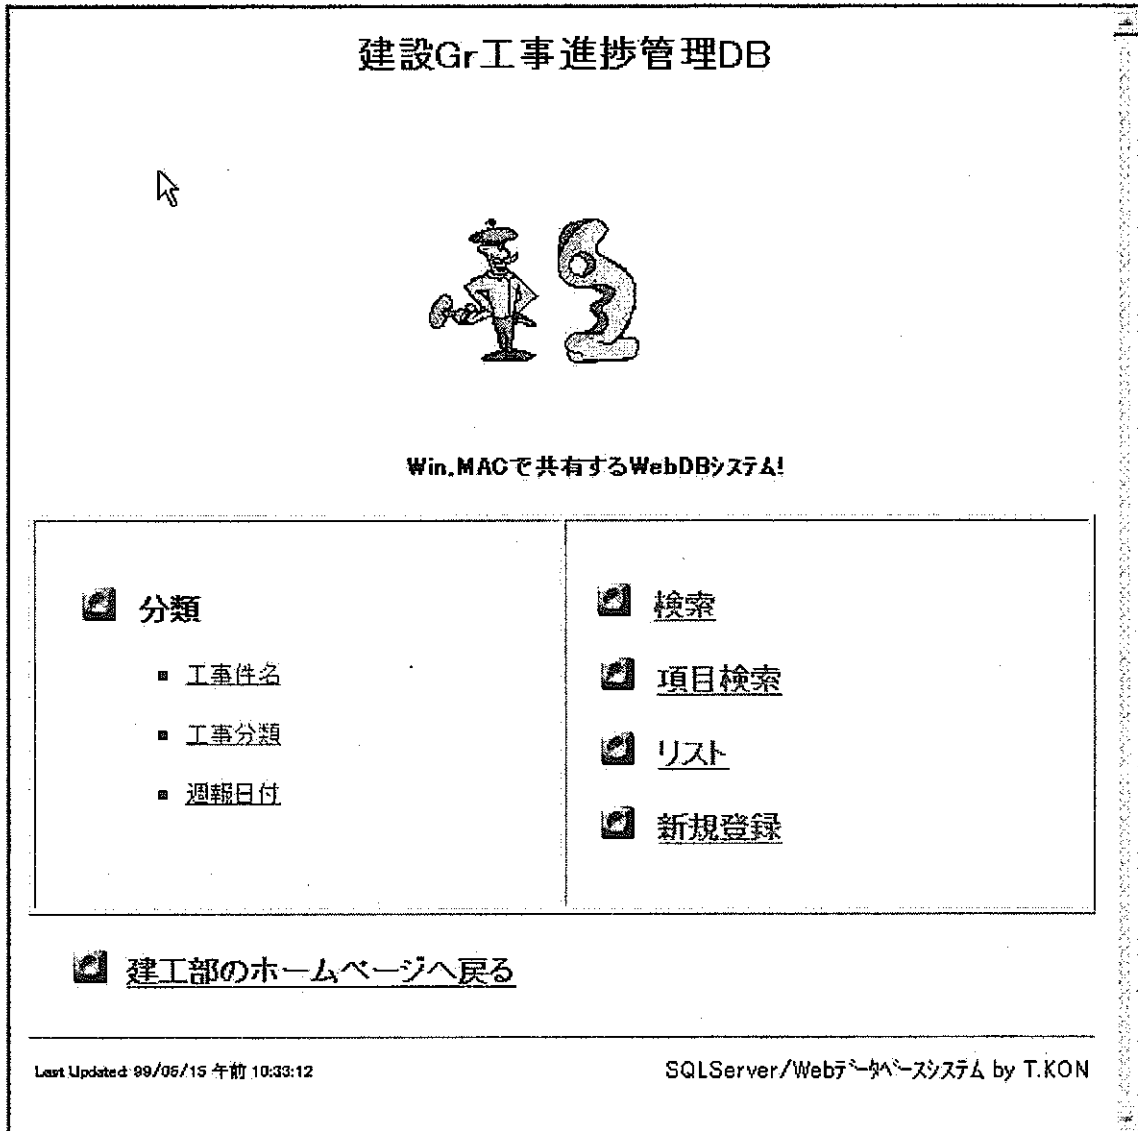 建設Gr工事進捗管理DB
Win.MACで共有するWebDBシステム!
分類
工事件名
工事分類
週報日付
検索
項目検索
リスト
新規登録
建工部のホームページへ戻る
Last Updated: 99/06/15 午前 10:33:12
SQLServer/Webデータベースシステム by T.KON